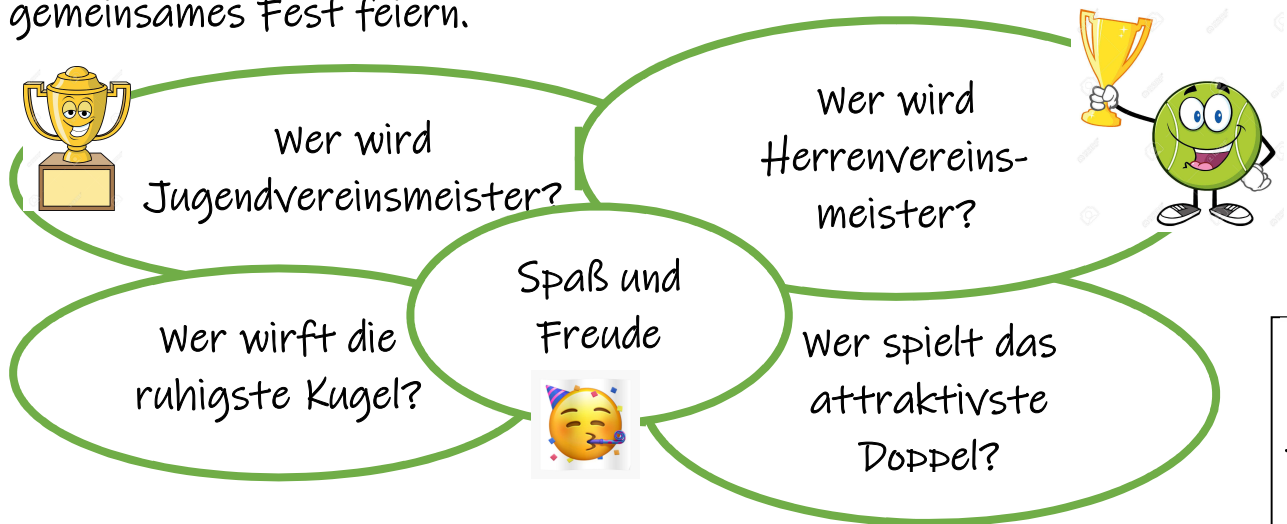 gemeinsames Fest feiern.
Wer wird
Jugendvereinsmeister?
Wer wird
Herrenvereins-
meister?
Spaß und
Freude
Wer wirft die
ruhigste Kugel?
Wer spielt das
attraktivste
Doppel?